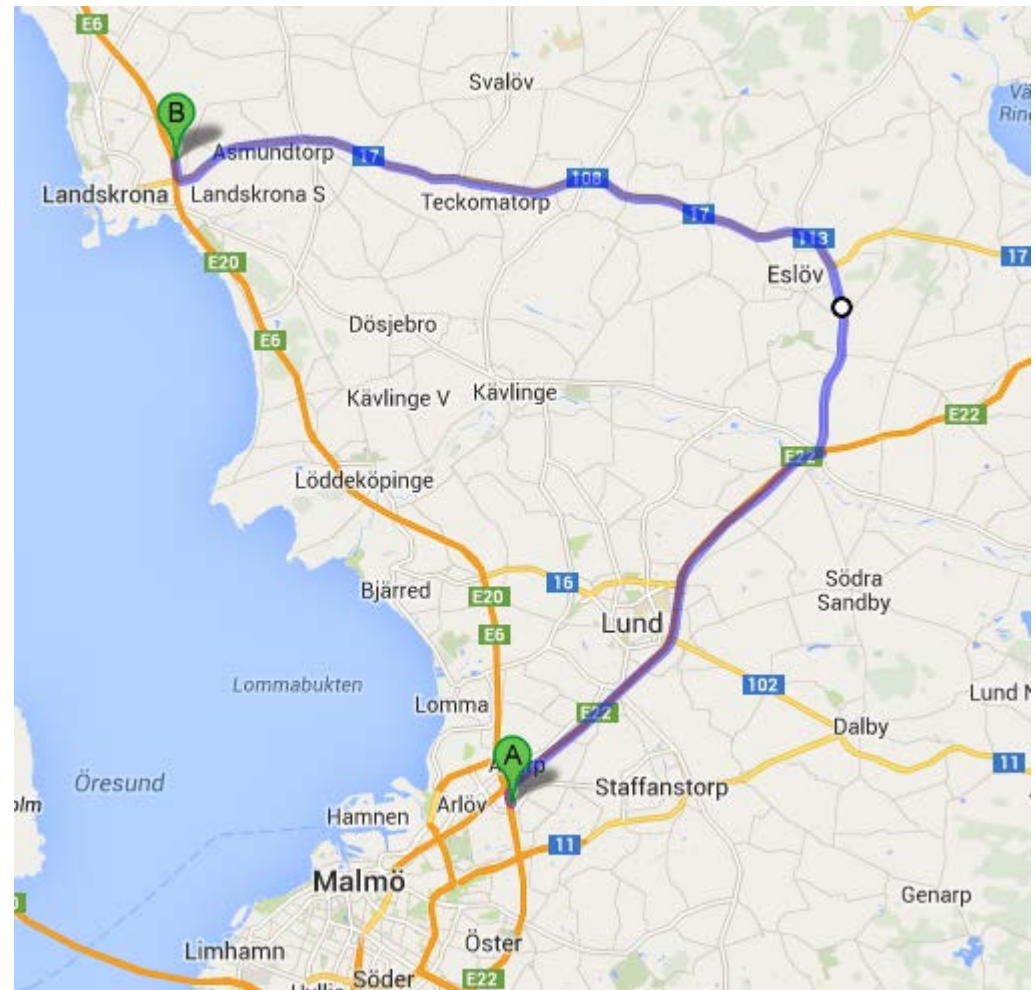 E6
Svalöv
B
Asmundtorp
17
Landskrona
Landskrona S
Teckomatorp
108
17
113
17
Eslöv
E20
E6
Dösjebro
Kävlinge V
Kävlinge
E22
E22
Löddeköpinge
Bjärred
16
E20
E6
Lund
Södra
Sandby
Lommabukten
102
Lomma
E22
Dalby
11
A
Öresund
Staffanstorp
Arlöv
Hamnen
11
Malmö
Genarp
Limhamn
Öster
Söder
E22